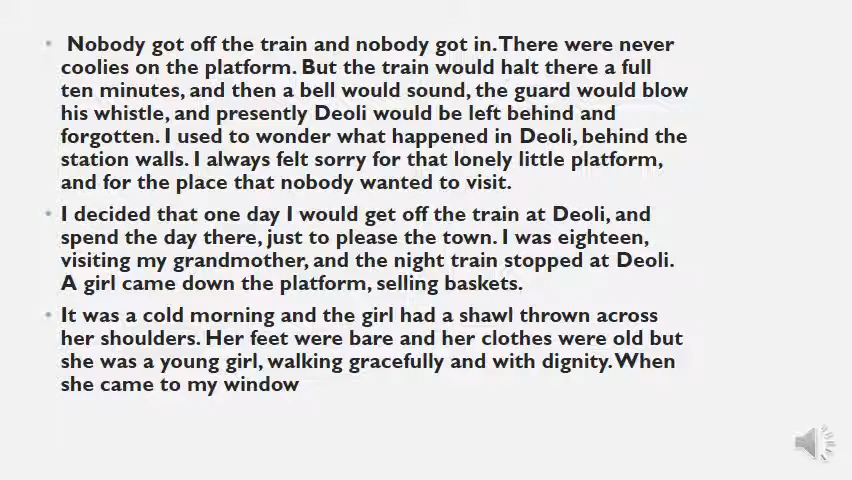 • Nobody got off the train and nobody got in. There were never
coolies on the platform. But the train would halt there a full
ten minutes, and then a bell would sound, the guard would blow
his whistle, and presently Deoli would be left behind and
forgotten. I used to wonder what happened in Deoli, behind the
station walls. I always felt sorry for that lonely little platform,
and for the place that nobody wanted to visit.
• I decided that one day I would get off the train at Deoli, and
spend the day there, just to please the town. I was eighteen,
visiting my grandmother, and the night train stopped at Deoli.
A girl came down the platform, selling baskets.
• It was a cold morning and the girl had a shawl thrown across
her shoulders. Her feet were bare and her clothes were old but
she was a young girl, walking gracefully and with dignity. When
she came to my window